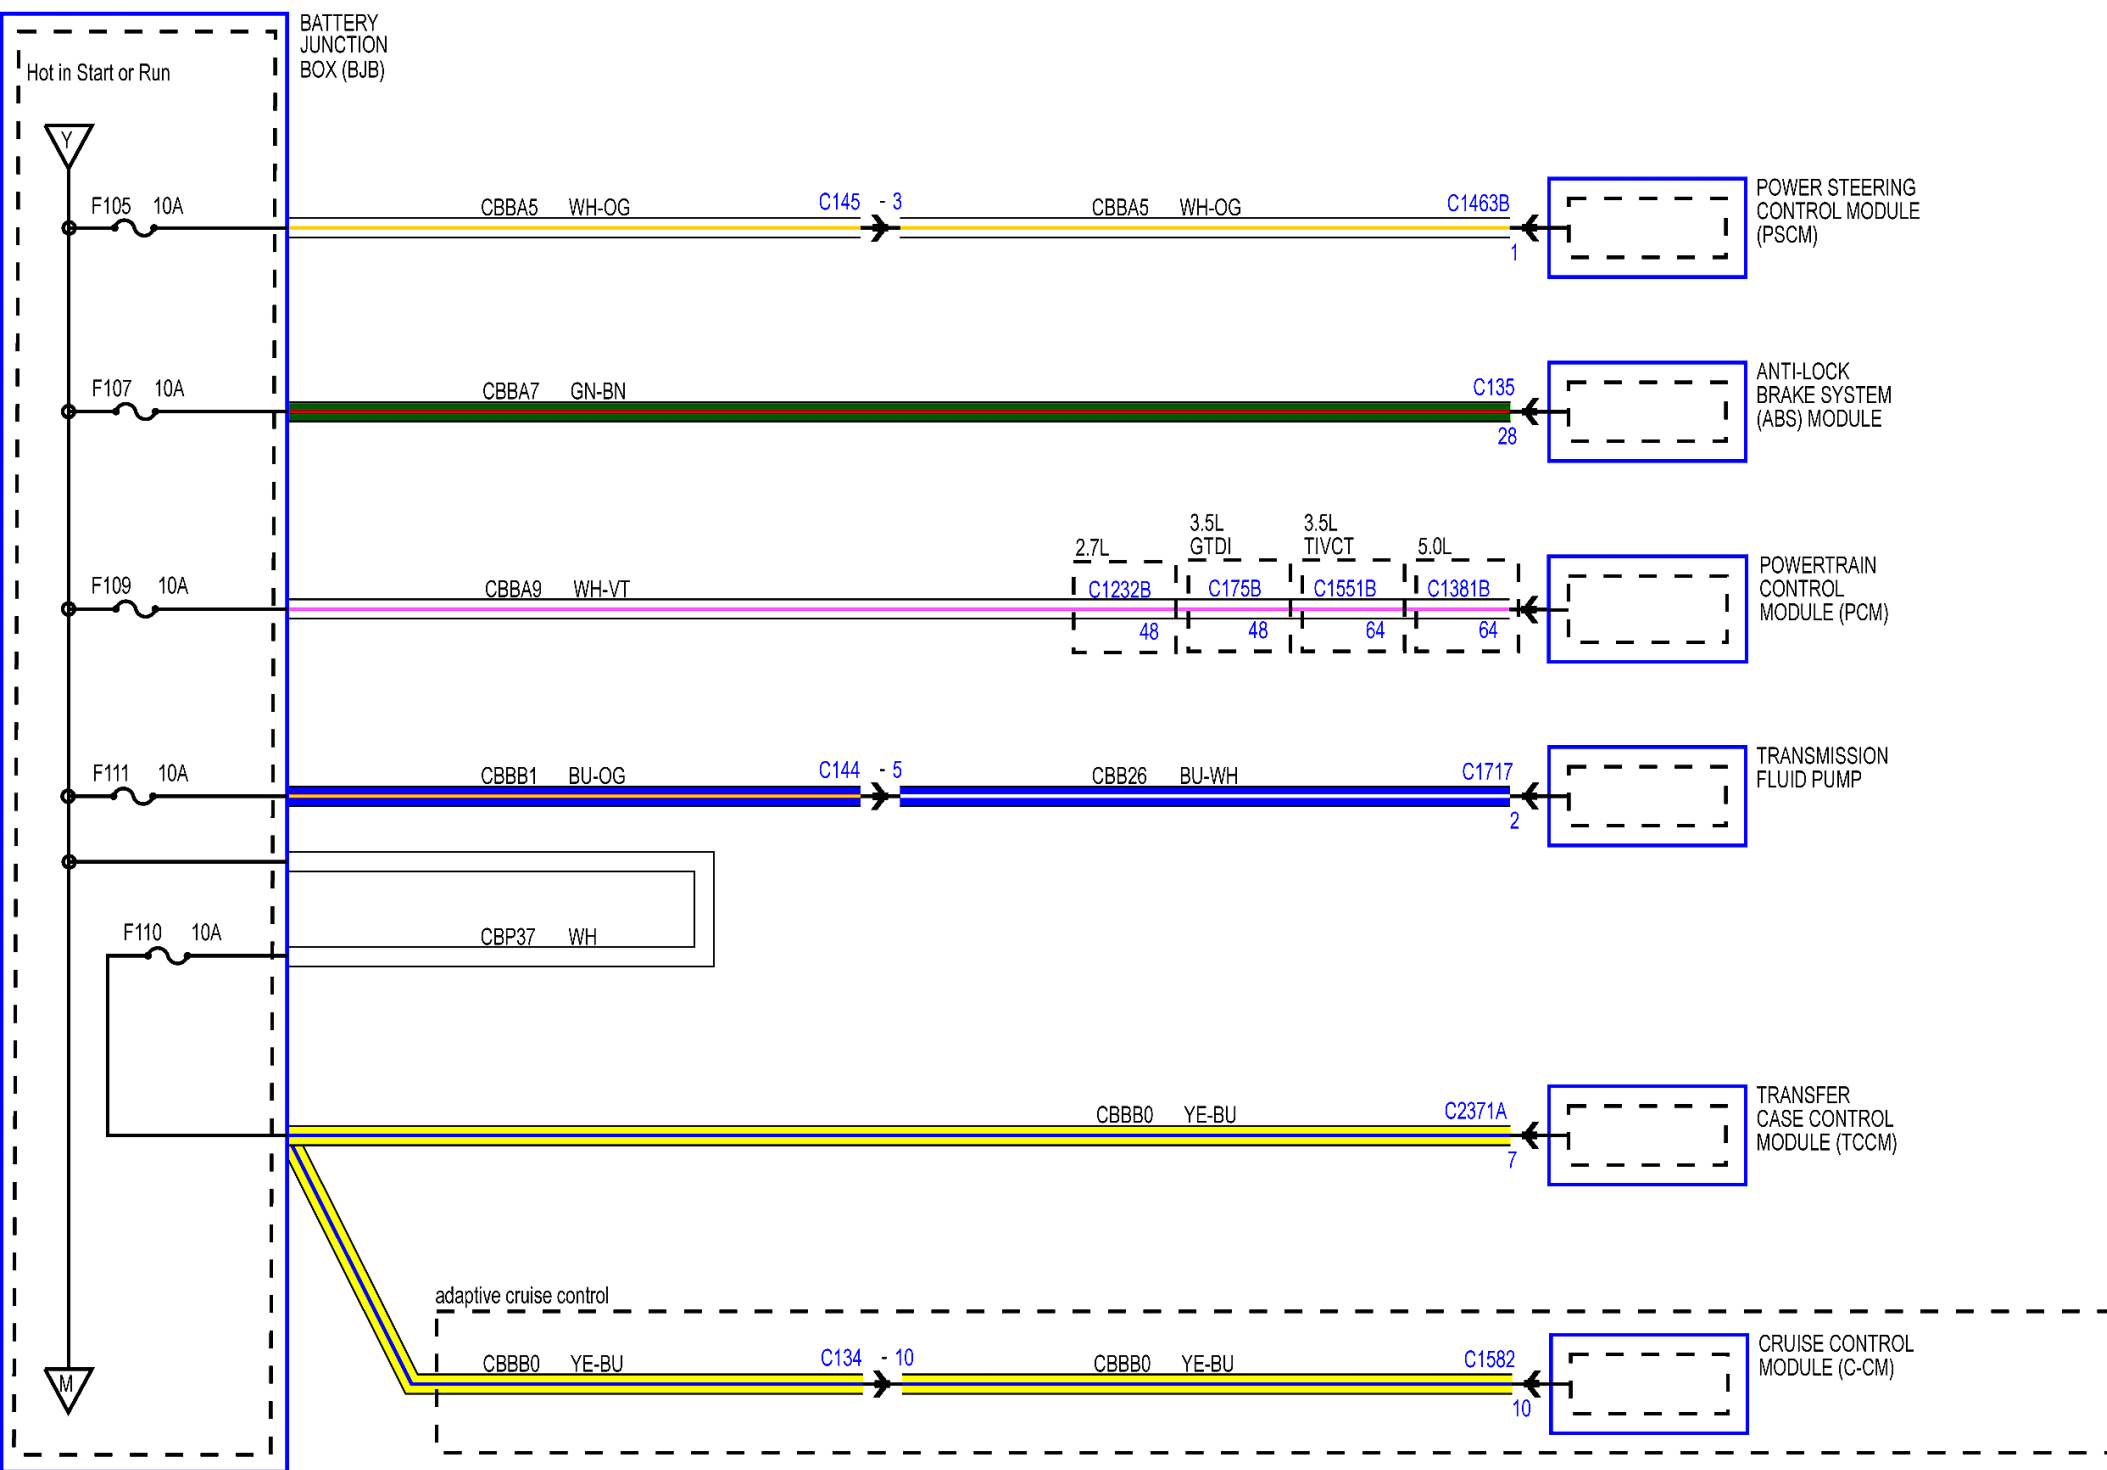 BATTERY
JUNCTION
BOX (BJB)
Hot in Start or Run
Y
F105 10A
CBBA5 WH-OG
C145 - 3
CBBA5 WH-OG
C1463B
1
POWER STEERING
CONTROL MODULE
(PSCM)
F107 10A
CBBA7 GN-BN
C135
28
ANTI-LOCK
BRAKE SYSTEM
(ABS) MODULE
F109 10A
CBBA9 WH-VT
2.7L
C1232B
48
3.5L
GTDI
C175B
48
3.5L
TIVCT
C1551B
64
5.0L
C1381B
64
POWERTRAIN
CONTROL
MODULE (PCM)
F111 10A
CBBB1 BU-OG
C144 - 5
CBB26 BU-WH
C1717
2
TRANSMISSION
FLUID PUMP
F110 10A
CBP37 WH
CBBB0 YE-BU
C2371A
7
TRANSFER
CASE CONTROL
MODULE (TCCM)
adaptive cruise control
CBBB0 YE-BU
C134 - 10
CBBB0 YE-BU
C1582
10
CRUISE CONTROL
MODULE (C-CM)
M